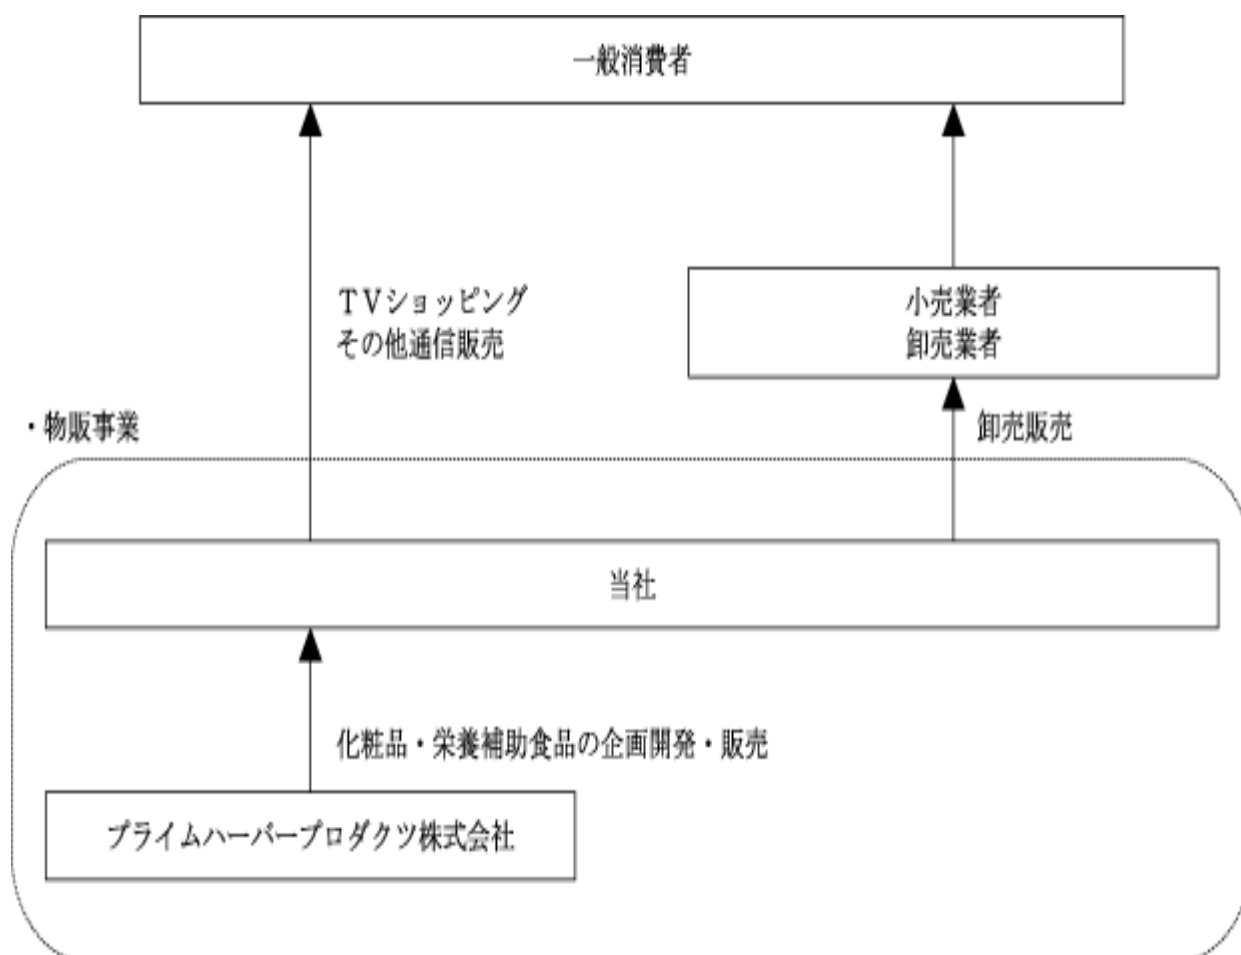 一般消費者
ＴＶショッピング
その他通信販売
小売業者
卸売業者
・物販事業
卸売販売
当社
化粧品・栄養補助食品の企画開発・販売
プライムハーバープロダクツ株式会社